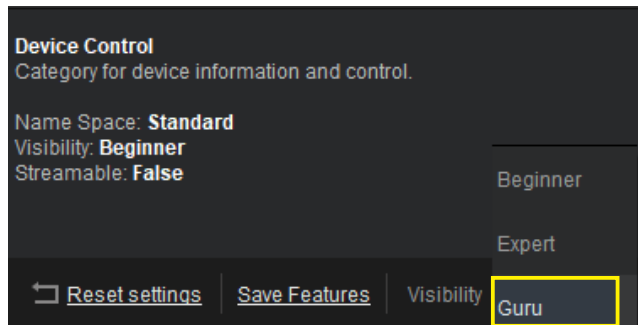 Device Control
Category for device information and control.
Name Space: Standard
Visibility: Beginner
Streamable: False
Beginner
Expert
Reset settings Save Features Visibility Guru